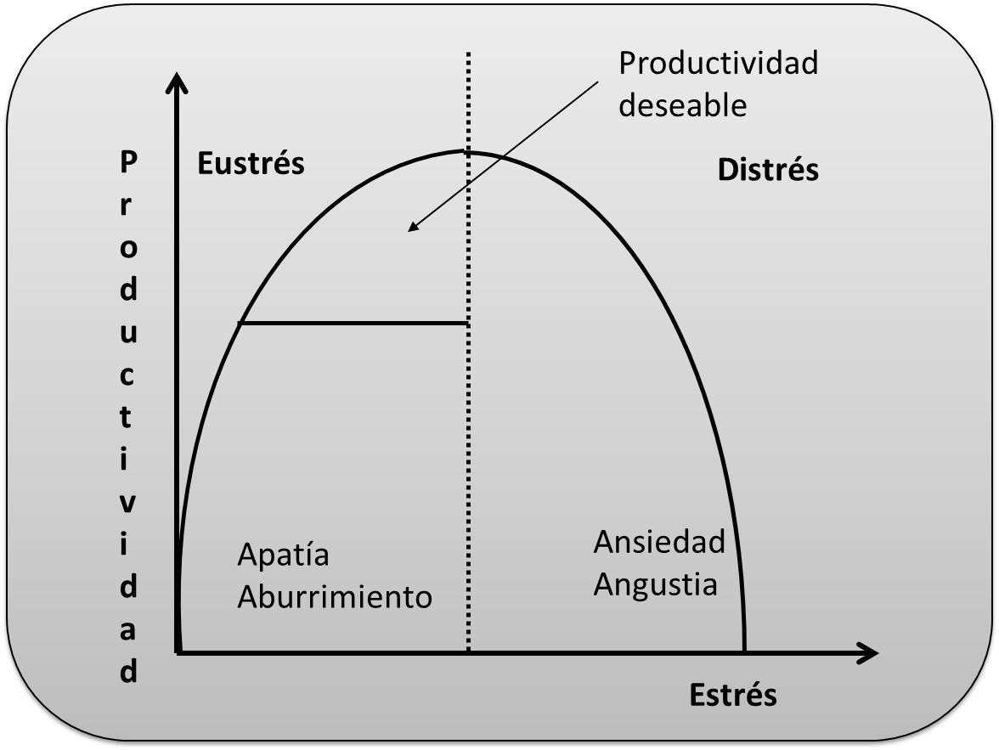 Productividad
deseable
Productividad
Eustrés
Distrés
Apatía
Aburrimiento
Ansiedad
Angustia
Estrés